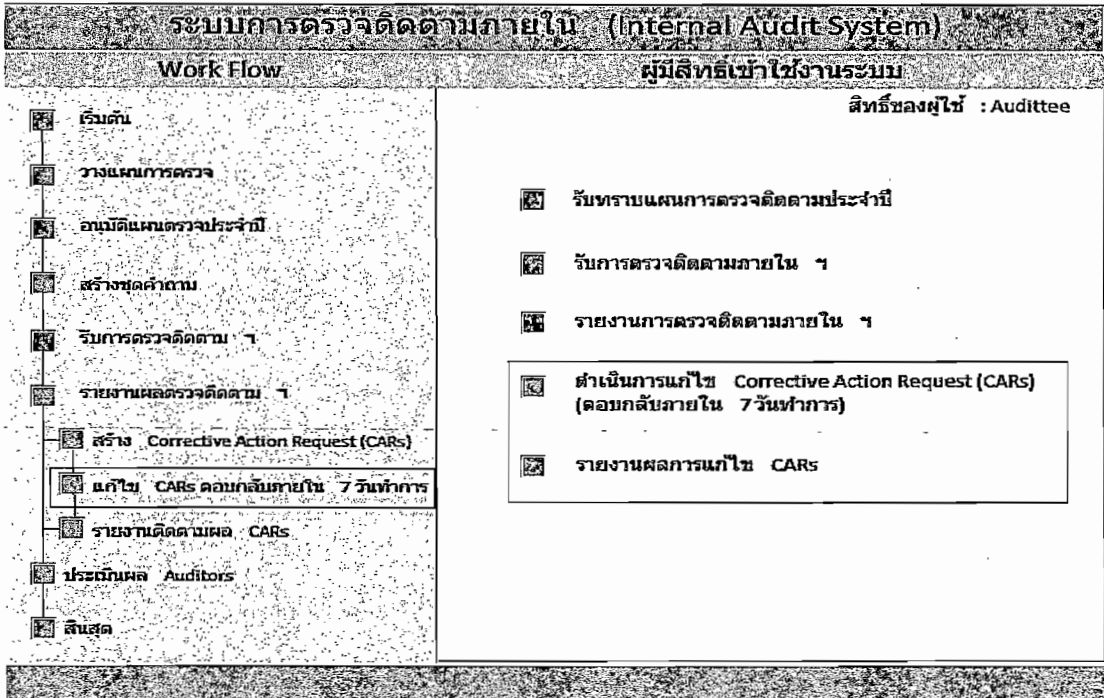 ระบบการตรวจติดตามภายใน (Internal Audit System)
Work Flow
ผู้มีสิทธิ์เข้าใช้งานระบบ
เริ่มต้น
วางแผนการตรวจ
อนุมัติแผนตรวจประจำปี
สร้างชุดคำถาม
รับการตรวจติดตาม ฯ
รายงานผลตรวจติดตาม ฯ
สร้าง Corrective Action Request (CARs)
แก้ไข CARs ตอบกลับภายใน 7 วันทำการ
รายงานติดตามผล CARs
ประเมินผล Auditors
สิ้นสุด
สิทธิ์ของผู้ใช้ : Audittee
รับทราบแผนการตรวจติดตามประจำปี
รับการตรวจติดตามภายใน ฯ
รายงานการตรวจติดตามภายใน ฯ
ดำเนินการแก้ไข Corrective Action Request (CARs)
(ตอบกลับภายใน 7 วันทำการ)
รายงานผลการแก้ไข CARs